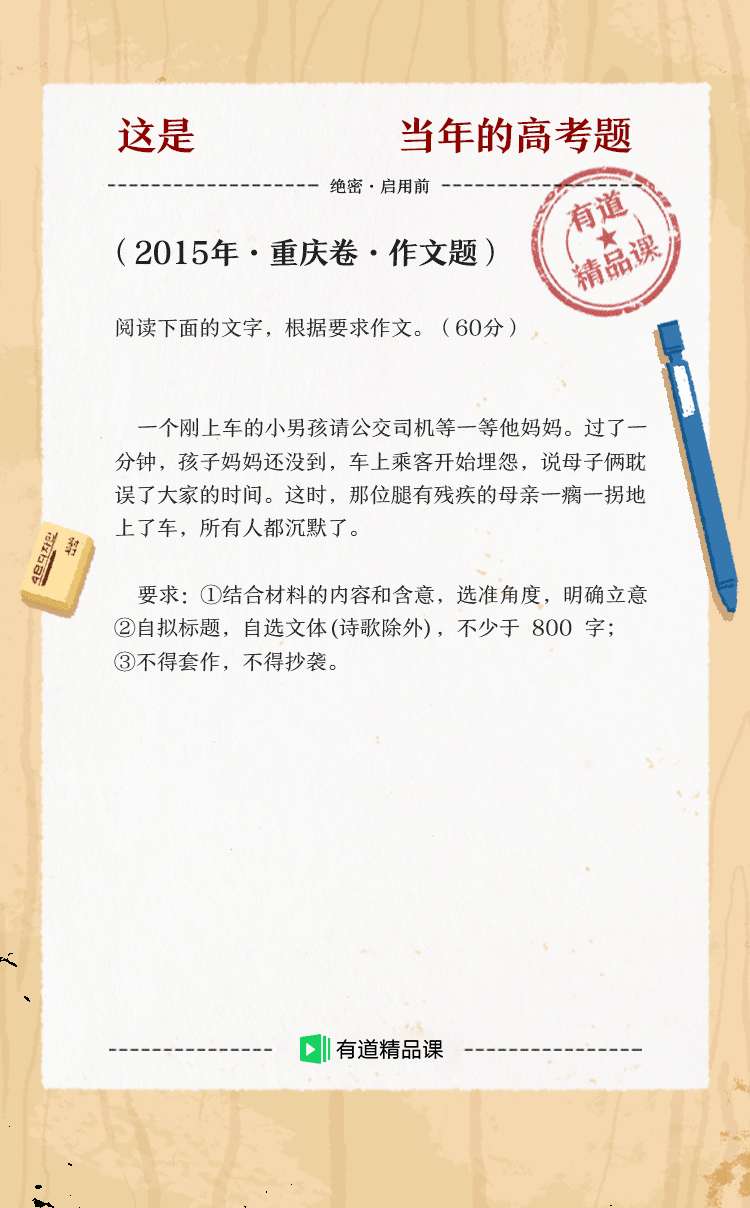 这是 当年的高考题
绝密·启用前
有道
精品课
（2015年·重庆卷·作文题）
阅读下面的文字，根据要求作文。（60分）
一个刚上车的小男孩请公交司机等一等他妈妈。过了一
分钟，孩子妈妈还没到，车上乘客开始埋怨，说母子俩耽
误了大家的时间。这时，那位腿有残疾的母亲一瘸一拐地
上了车，所有人都沉默了。
要求：①结合材料的内容和含意，选准角度，明确立意
②自拟标题，自选文体(诗歌除外)，不少于 800 字；
③不得套作，不得抄袭。
有道精品课